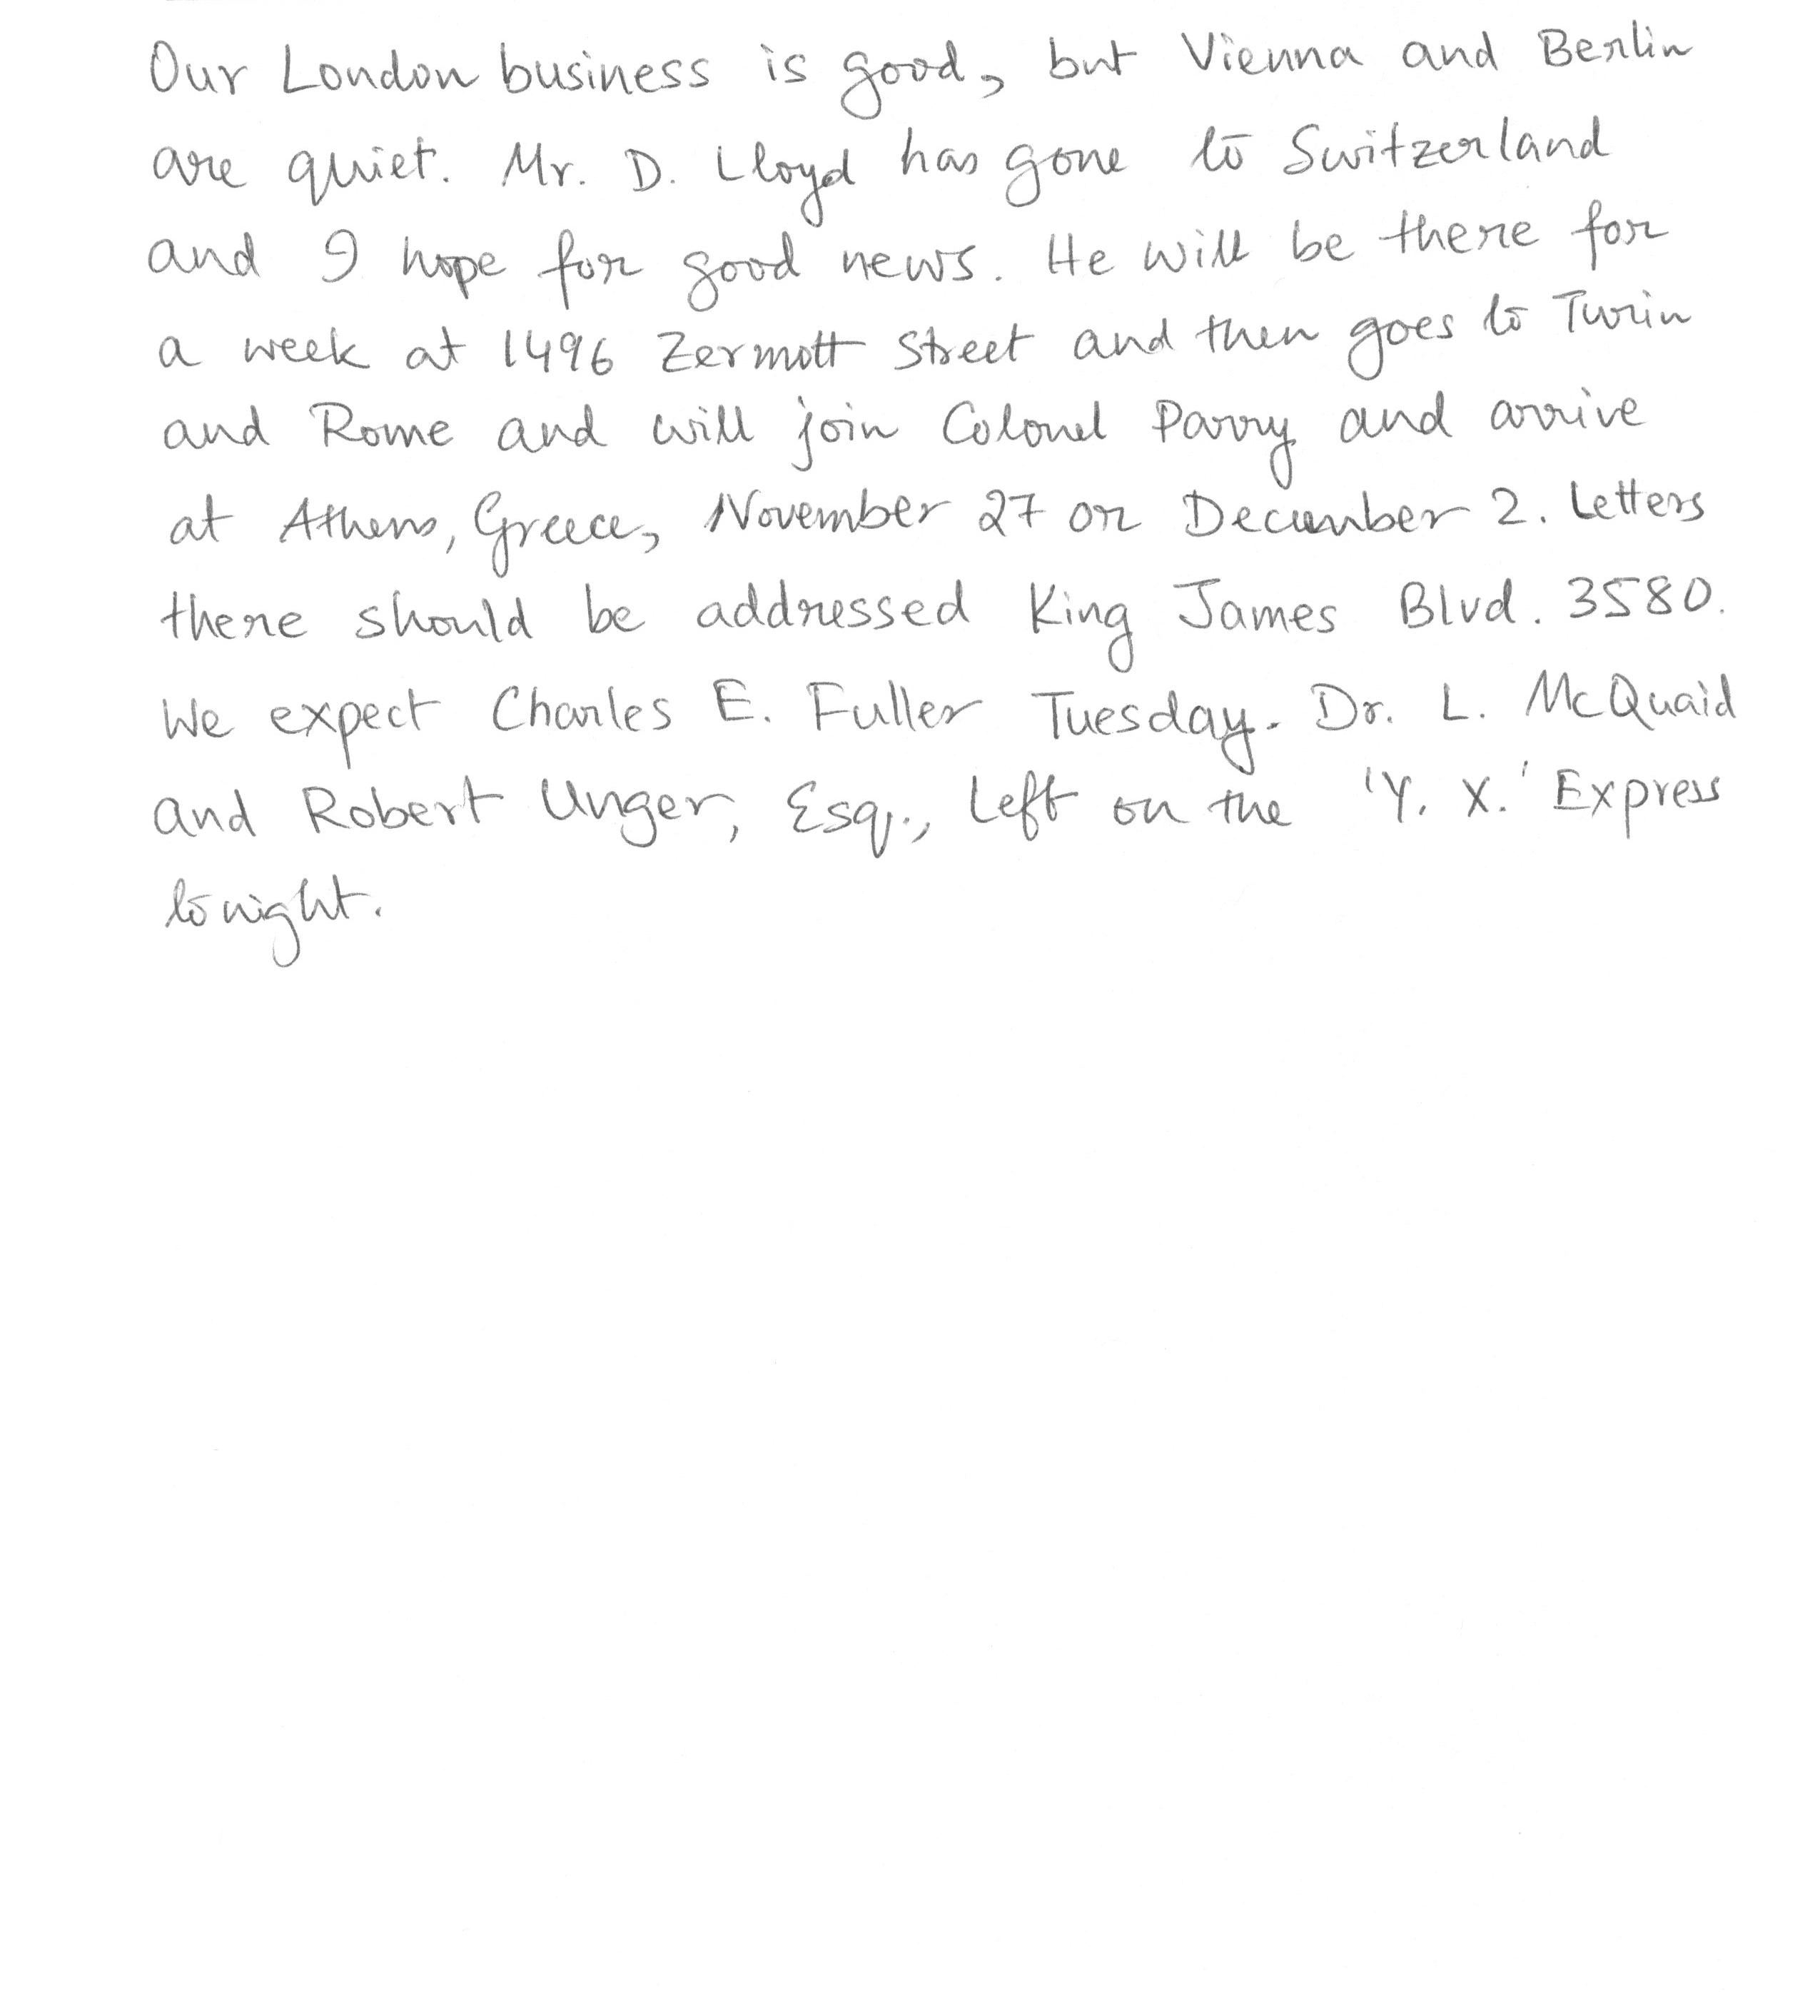 Our London business is good, but Vienna and Berlin
are quiet. Mr. D. Lloyd has gone to Switzerland
and I hope for good news. He will be there for
a week at 1496 Zermott Street and then goes to Turin
and Rome and will join Colonel Parry and arrive
at Athens, Greece, November 27 or December 2. Letters
there should be addressed King James Blvd. 3580.
We expect Charles E. Fuller Tuesday. Dr. L. McQuaid
and Robert Unger, Esq., Left on the 'Y. X.' Express
tonight.